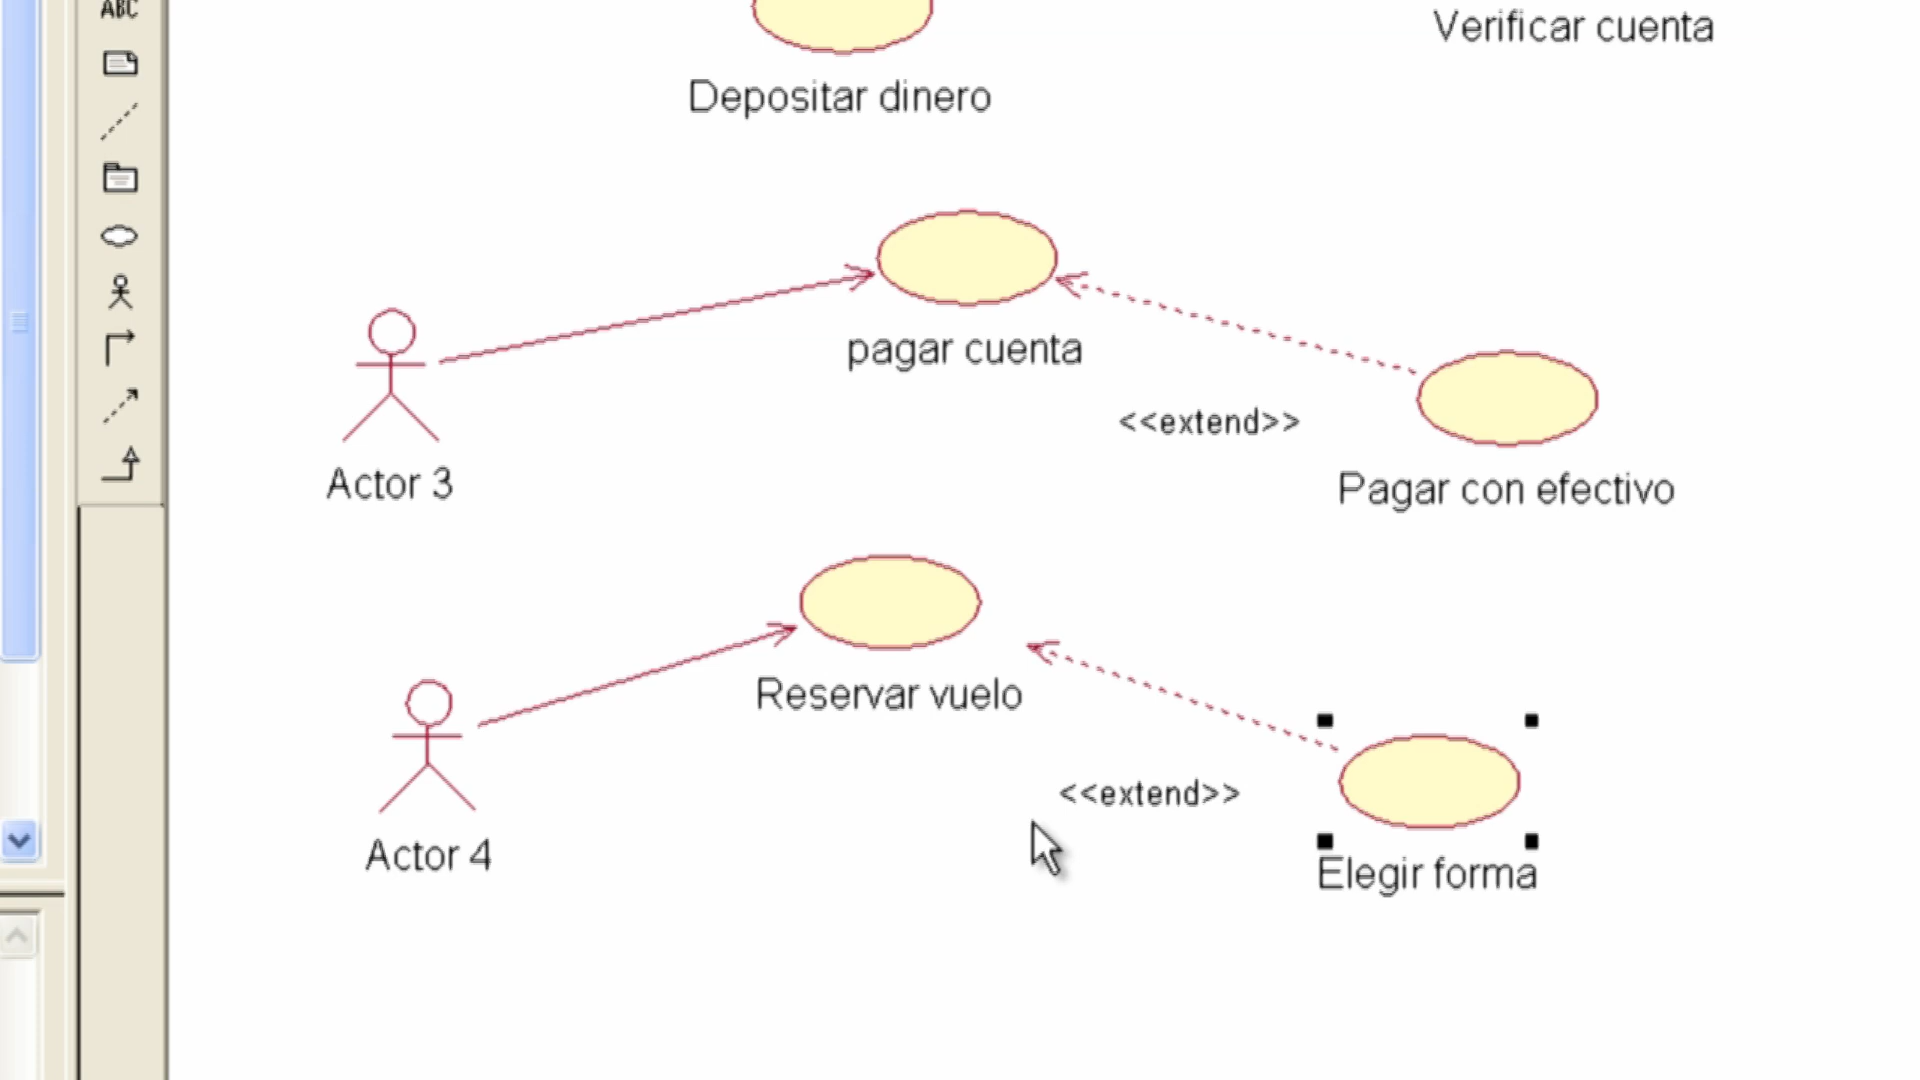 ABC
Verificar cuenta
Depositar dinero
pagar cuenta
<<extend>>
Actor 3
Pagar con efectivo
Reservar vuelo
<<extend>>
Actor 4
Elegir forma